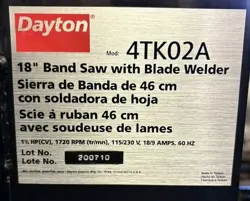 Dayton
Mod: 4TK02A
18" Band Saw with Blade Welder
Sierra de Banda de 46 cm
con soldadora de hoja
Scie à ruban 46 cm
avec soudeuse de lames
1½ HP(CV), 1720 RPM (tr/mn), 115/230 V, 18/9 AMPS, 60 HZ
Lot No.
Lote No. 200710